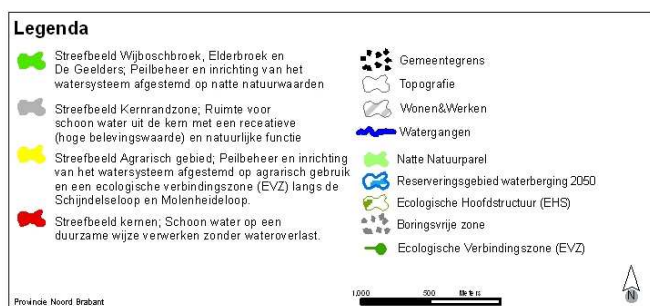 Legenda
Streefbeeld Wijboschbroek, Elderbroek en
De Geelders; Peilbeheer en inrichting van het
watersysteem afgestemd op natte natuurwaarden
Streefbeeld Kernrandzone; Ruimte voor
schoon water uit de kern met een receatieve
(hoge belevingswaarde) en natuurlijke functie
Streefbeeld Agrarisch gebied; Peilbeheer en inrichting
van het watersysteem afgestemd op agrarisch gebruik
en een ecologische verbindingszone (EVZ) langs de
Schijndelseloop en Molenheideloop.
Streefbeeld kernen; Schoon water op een
duurzame wijze verwerken zonder wateroverlast.
Gemeentegrens
Topografie
Wonen&Werken
Watergangen
Natte Natuurparel
Reserveringsgebied waterberging 2050
Ecologische Hoofdstructuur (EHS)
Boringsvrije zone
Ecologische Verbindingszone (EVZ)
Provincie Noord Brabant
1,000 500 Meters
N